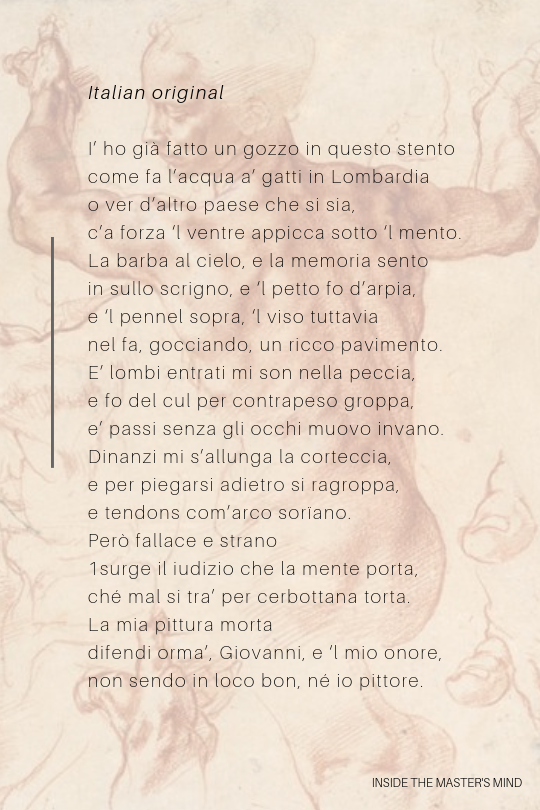 Italian original
I’ ho già fatto un gozzo in questo stento
come fa l’acqua a’ gatti in Lombardia
o ver d’altro paese che si sia,
c’a forza ‘l ventre appicca sotto ‘l mento.
La barba al cielo, e la memoria sento
in sullo scrigno, e ‘l petto fo d’arpia,
e ‘l pennel sopra, ‘l viso tuttavia
nel fa, gocciando, un ricco pavimento.
E’ lombi entrati mi son nella peccia,
e fo del cul per contrapeso groppa,
e’ passi senza gli occhi muovo invano.
Dinanzi mi s’allunga la corteccia,
e per piegarsi adietro si ragroppa,
e tendons com’arco sorïano.
Però fallace e strano
1surge il iudizio che la mente porta,
ché mal si tra’ per cerbottana torta.
La mia pittura morta
difendi orma’, Giovanni, e ‘l mio onore,
non sendo in loco bon, né io pittore.
INSIDE THE MASTER'S MIND